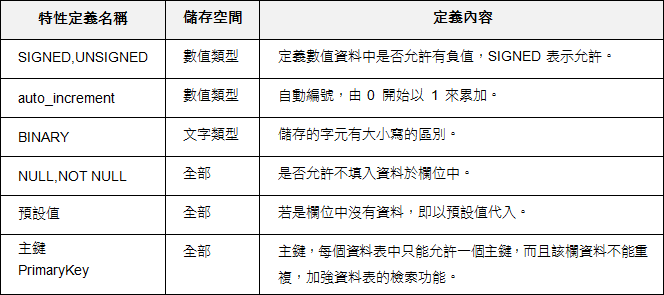 特性定義名稱 儲存空間 定義內容
SIGNED,UNSIGNED 數值類型 定義數值資料中是否允許有負值，SIGNED 表示允許。
auto_increment 數值類型 自動編號，由 0 開始以 1 來累加。
BINARY 文字類型 儲存的字元有大小寫的區別。
NULL,NOT NULL 全部 是否允許不填入資料於欄位中。
預設值 全部 若是欄位中沒有資料，即以預設值代入。
主鍵
PrimaryKey 全部 主鍵，每個資料表中只能允許一個主鍵，而且該欄資料不能重
複，加強資料表的檢索功能。